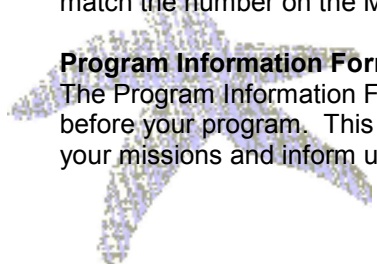 match the number on the M
Program Information For
The Program Information F
before your program. This
your missions and inform u